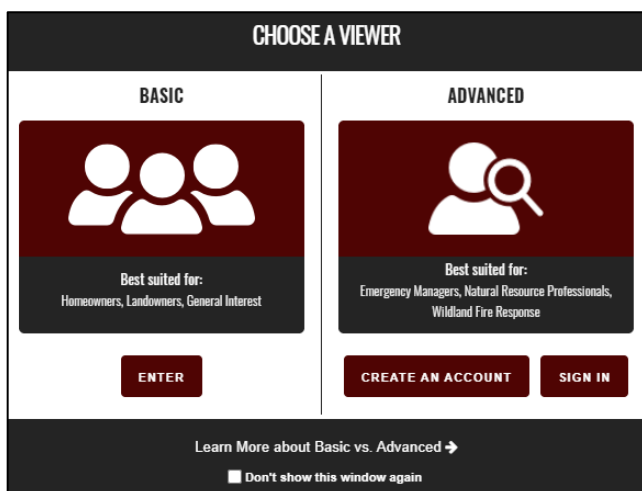 CHOOSE A VIEWER
BASIC
Best suited for:
Homeowners, Landowners, General Interest
ENTER
ADVANCED
Best suited for:
Emergency Managers, Natural Resource Professionals,
Wildland Fire Response
CREATE AN ACCOUNT
SIGN IN
Learn More about Basic vs. Advanced →
Don't show this window again